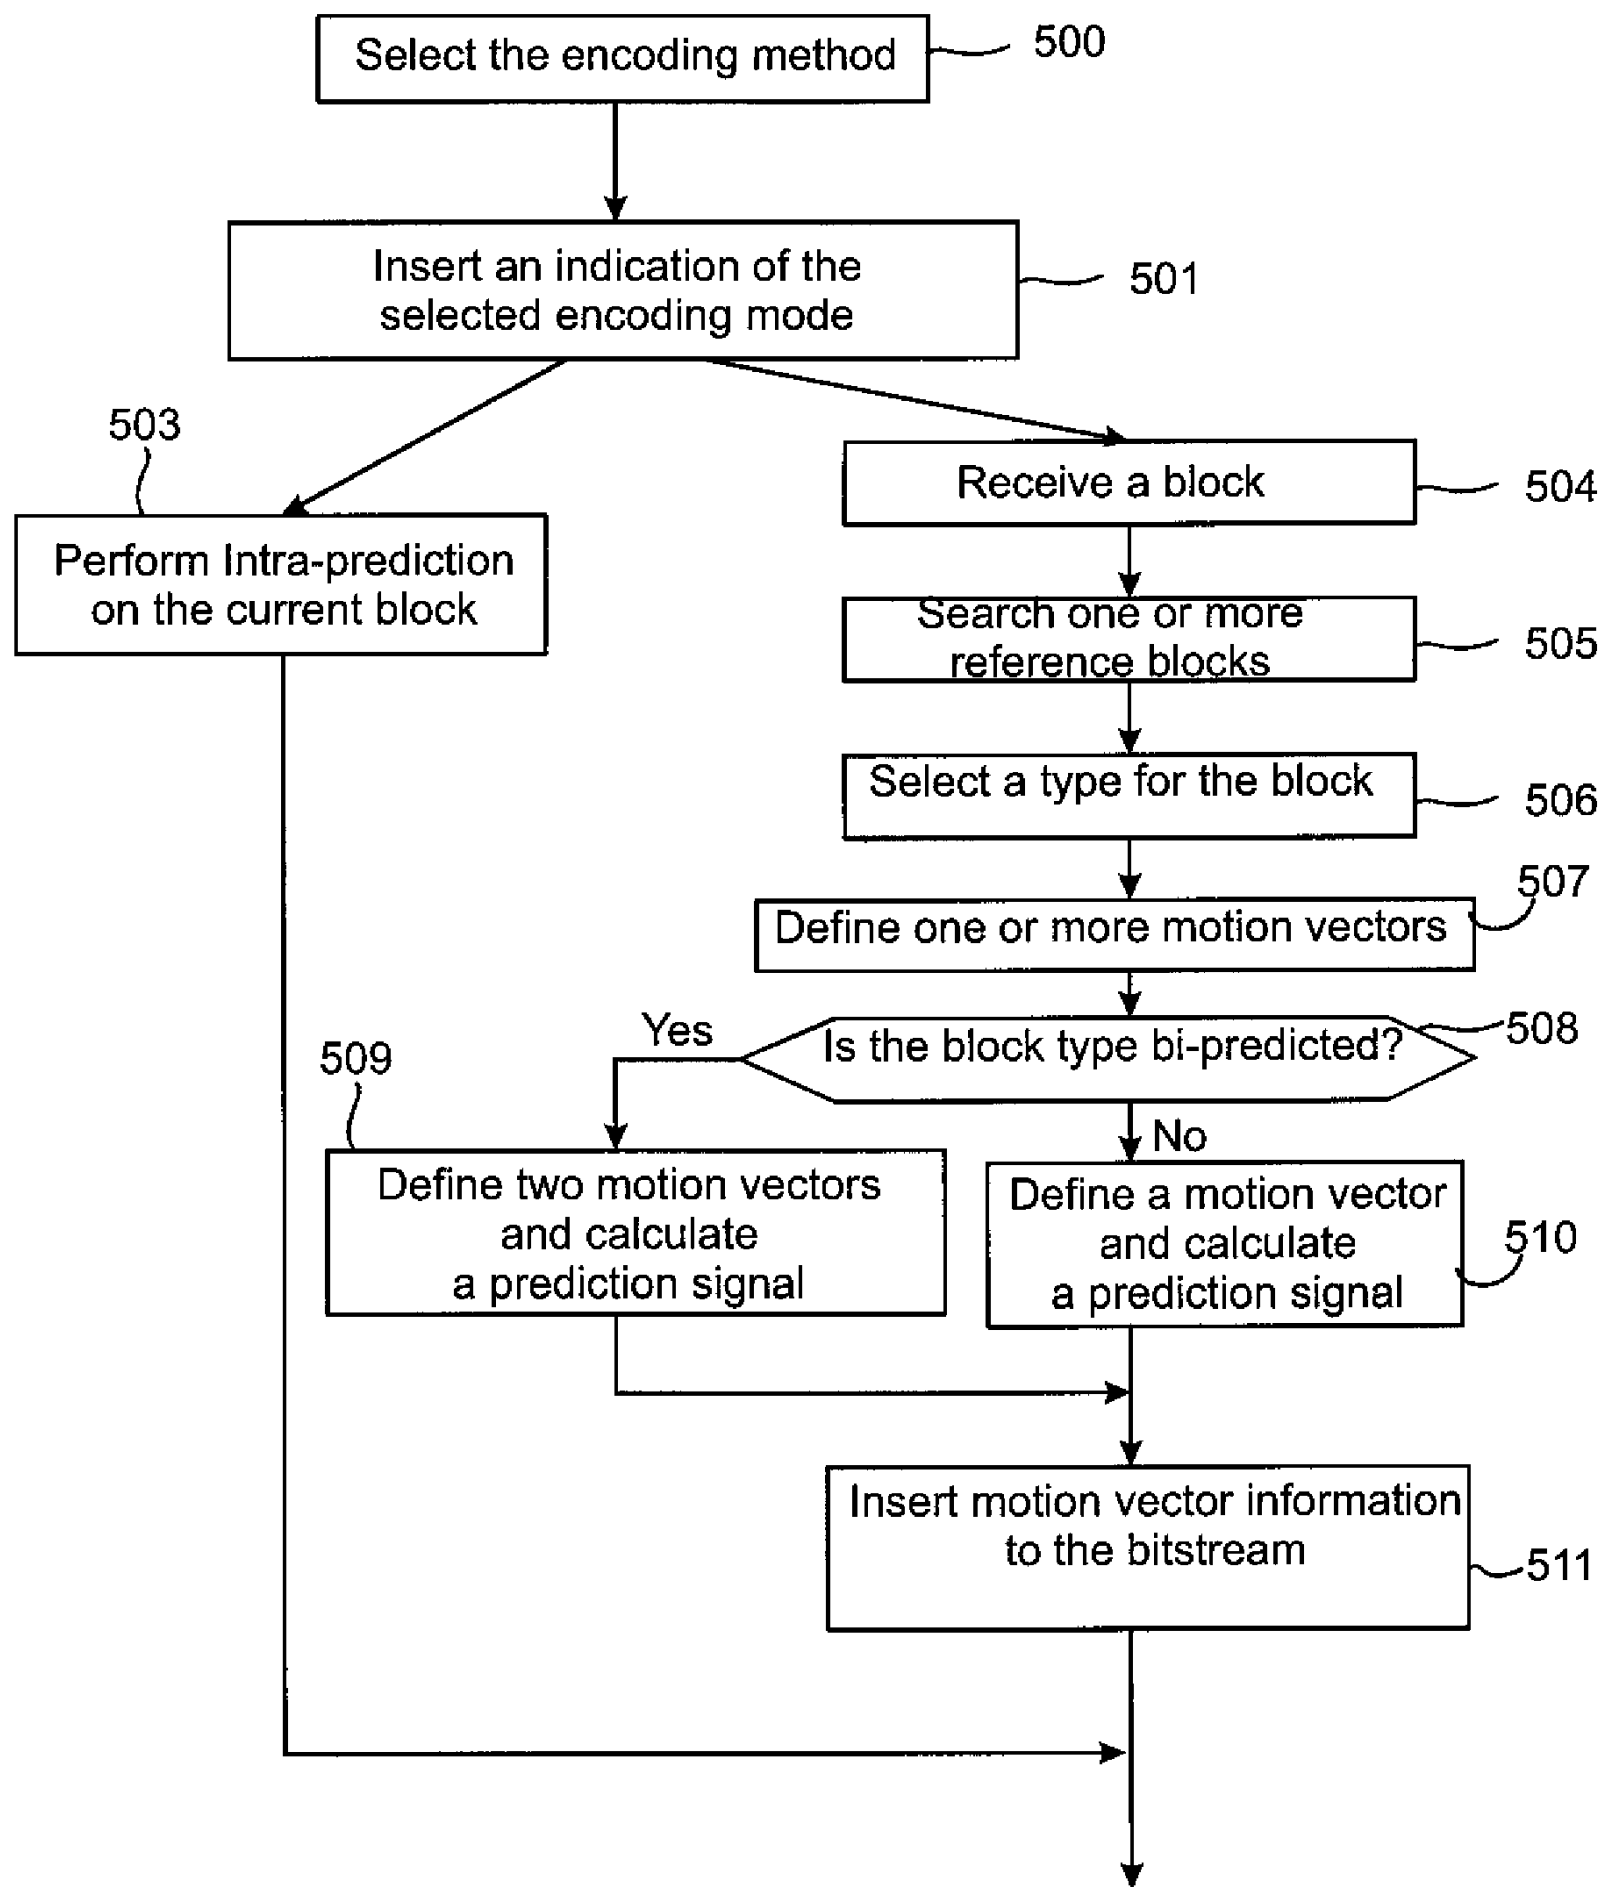 Select the encoding method
500
Insert an indication of the
selected encoding mode
501
503
Perform Intra-prediction
on the current block
Receive a block
504
Search one or more
reference blocks
505
Select a type for the block
506
507
Define one or more motion vectors
Yes
Is the block type bi-predicted?
508
509
No
Define two motion vectors
and calculate
a prediction signal
Define a motion vector
and calculate
a prediction signal
510
Insert motion vector information
to the bitstream
511